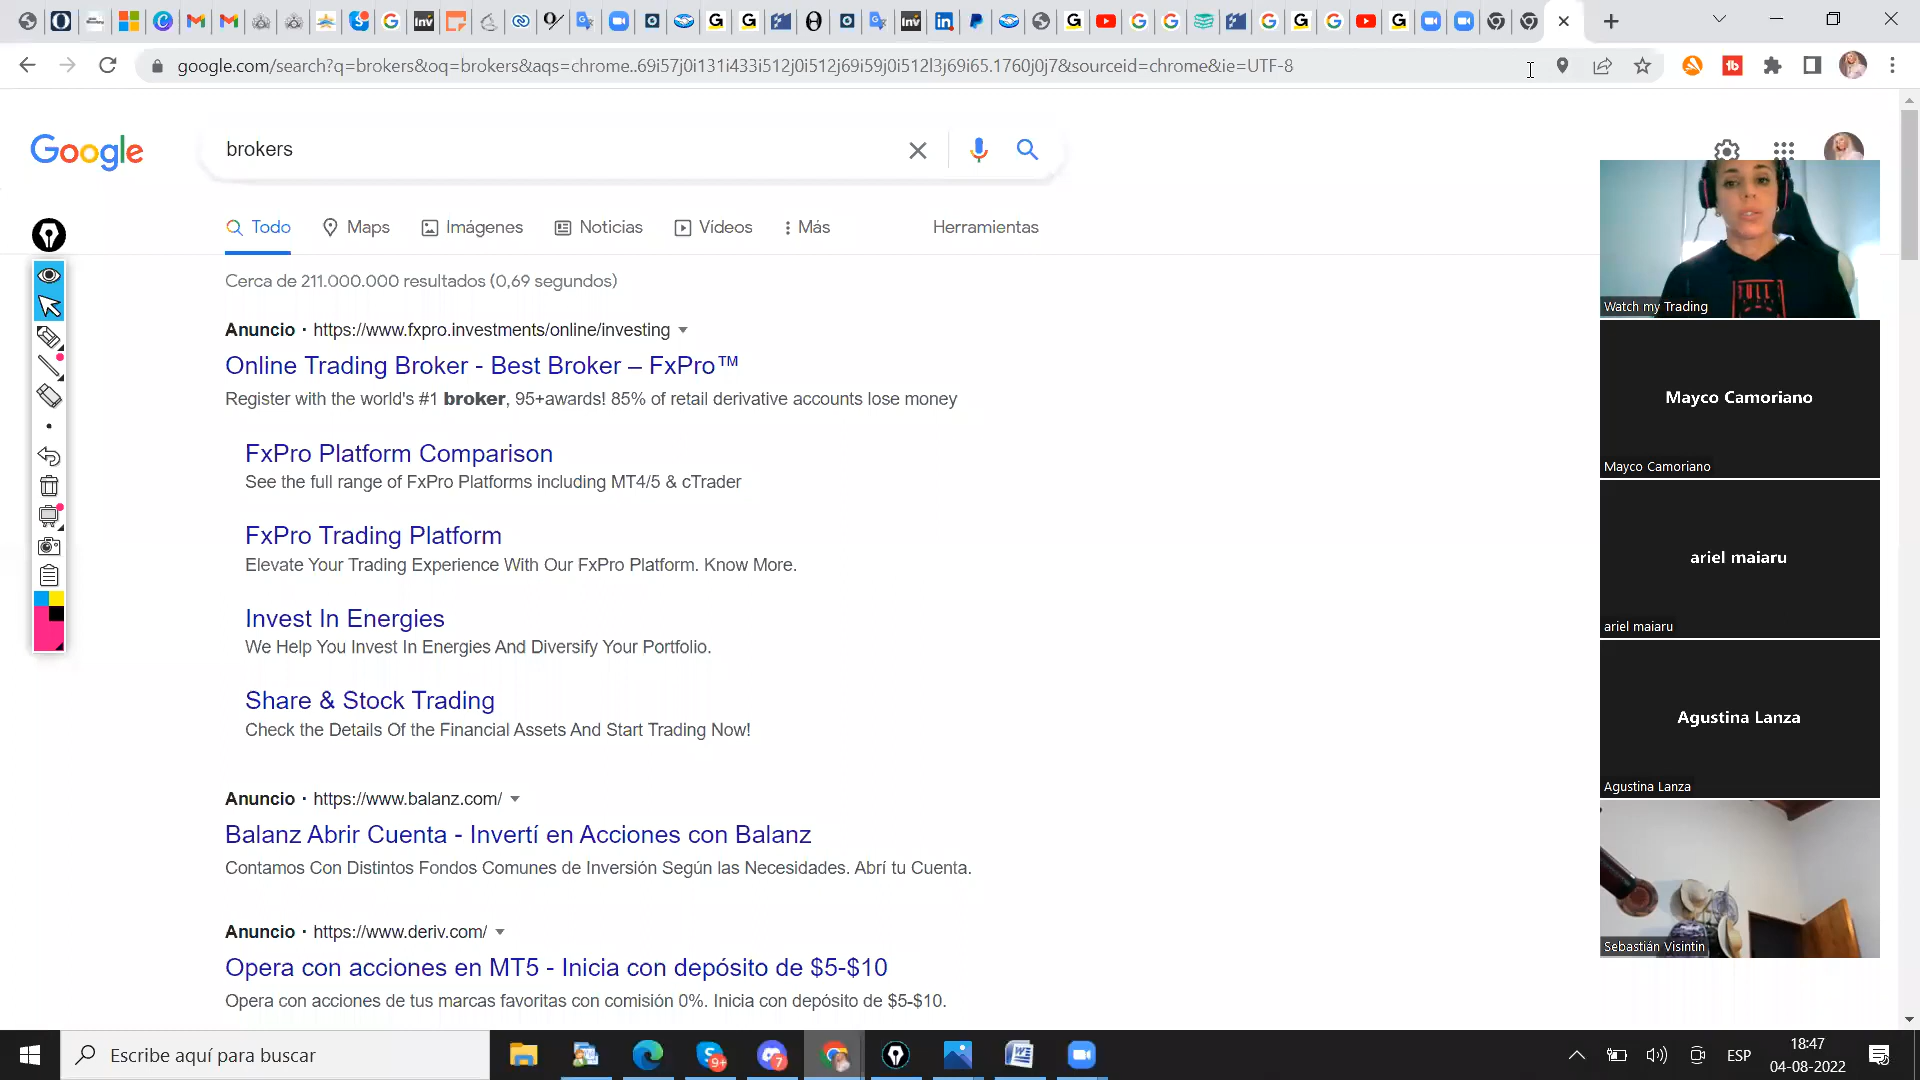 google.com/search?q=brokers&oq=brokers&aqs=chrome..69i57j0i131i433i512j0i512j69i59j0i512l3j69i65.1760j0j7&sourceid=chrome&ie=UTF-8
Google
brokers
Todo
Maps
Imágenes
Noticias
Videos
Más
Herramientas
Cerca de 211.000.000 resultados (0,69 segundos)
Anuncio · https://www.fxpro.investments/online/investing
Online Trading Broker - Best Broker – FxPro™
Register with the world's #1 broker, 95+awards! 85% of retail derivative accounts lose money
FxPro Platform Comparison
See the full range of FxPro Platforms including MT4/5 & cTrader
FxPro Trading Platform
Elevate Your Trading Experience With Our FxPro Platform. Know More.
Invest In Energies
We Help You Invest In Energies And Diversify Your Portfolio.
Share & Stock Trading
Check the Details Of the Financial Assets And Start Trading Now!
Anuncio · https://www.balanz.com/
Balanz Abrir Cuenta - Invertí en Acciones con Balanz
Contamos Con Distintos Fondos Comunes de Inversión Según las Necesidades. Abrí tu Cuenta.
Anuncio · https://www.deriv.com/
Opera con acciones en MT5 - Inicia con depósito de $5-$10
Opera con acciones de tus marcas favoritas con comisión 0%. Inicia con depósito de $5-$10.
Watch my Trading
Mayco Camoriano
Mayco Camoriano
ariel maiaru
ariel maiaru
Agustina Lanza
Agustina Lanza
Sebastián Visintin
Escribe aquí para buscar
ESP
18:47
04-08-2022